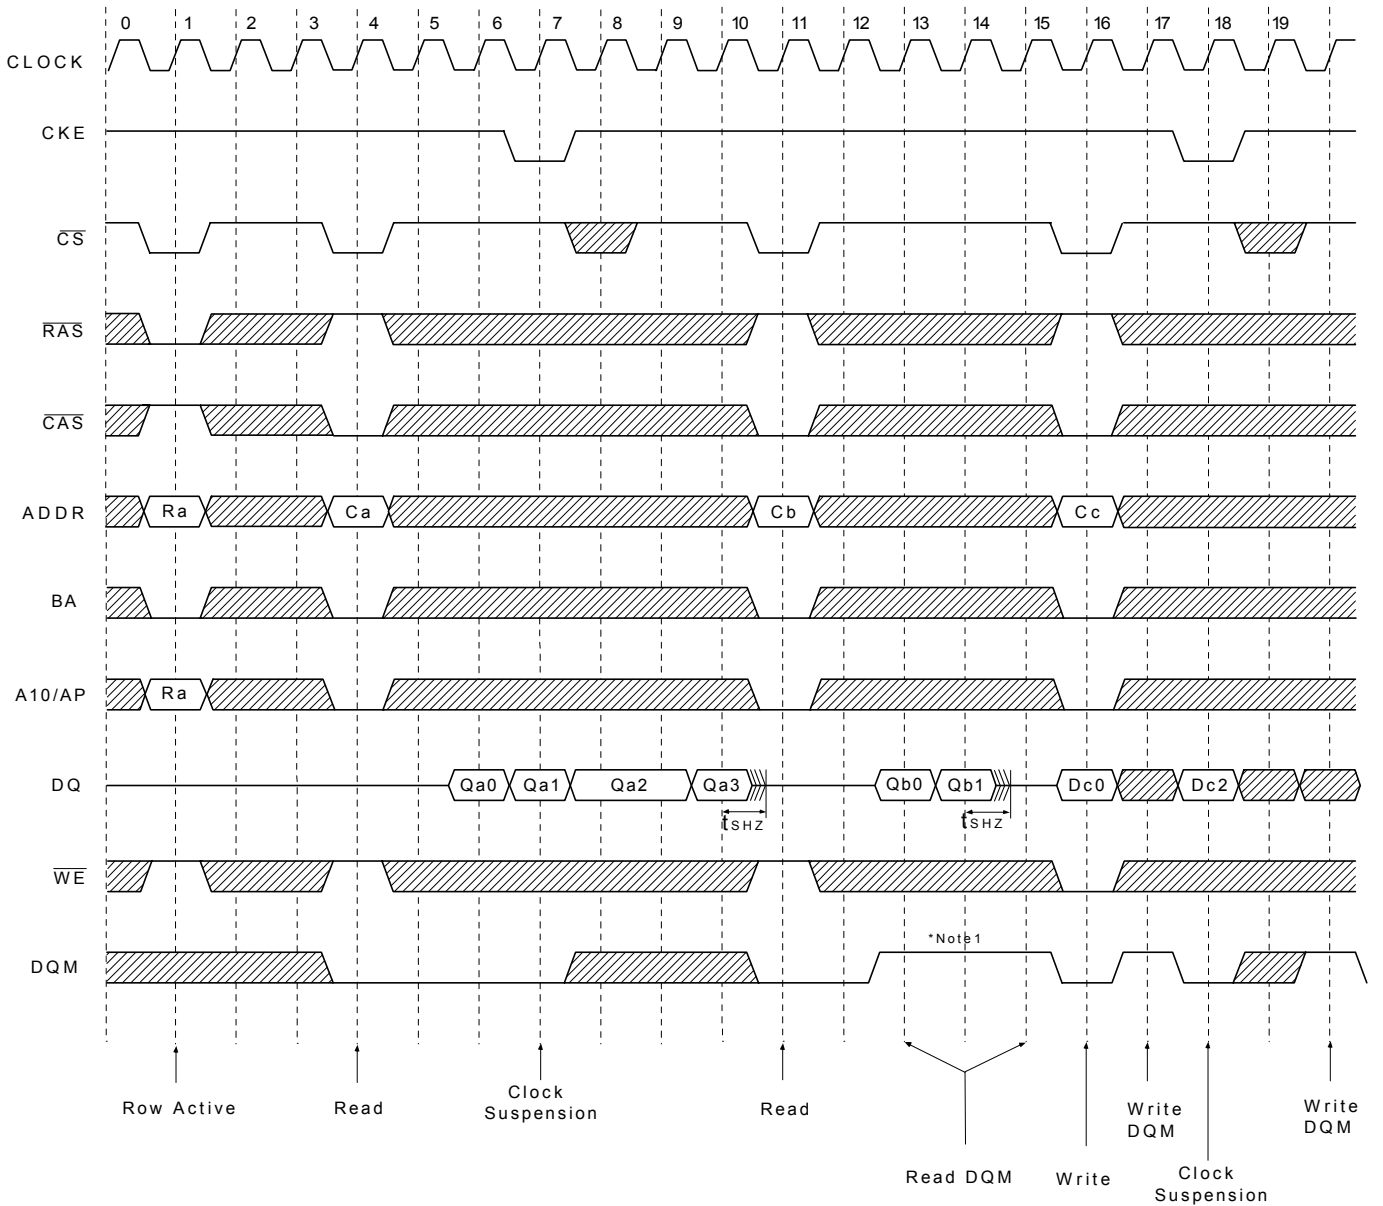 0 1 2 3 4 5 6 7 8 9 10 11 12 13 14 15 16 17 18 19
CLOCK
CKE
CS
RAS
CAS
ADDR Ra Ca Cb Cc
BA
A10/AP Ra
DQ Qa0 Qa1 Qa2 Qa3 Qb0 Qb1 Dc0 Dc2
tSHZ tSHZ
WE
*Note1
DQM
Row Active
Read
Clock
Suspension
Read
Read DQM
Write
Write
DQM
Clock
Suspension
Write
DQM